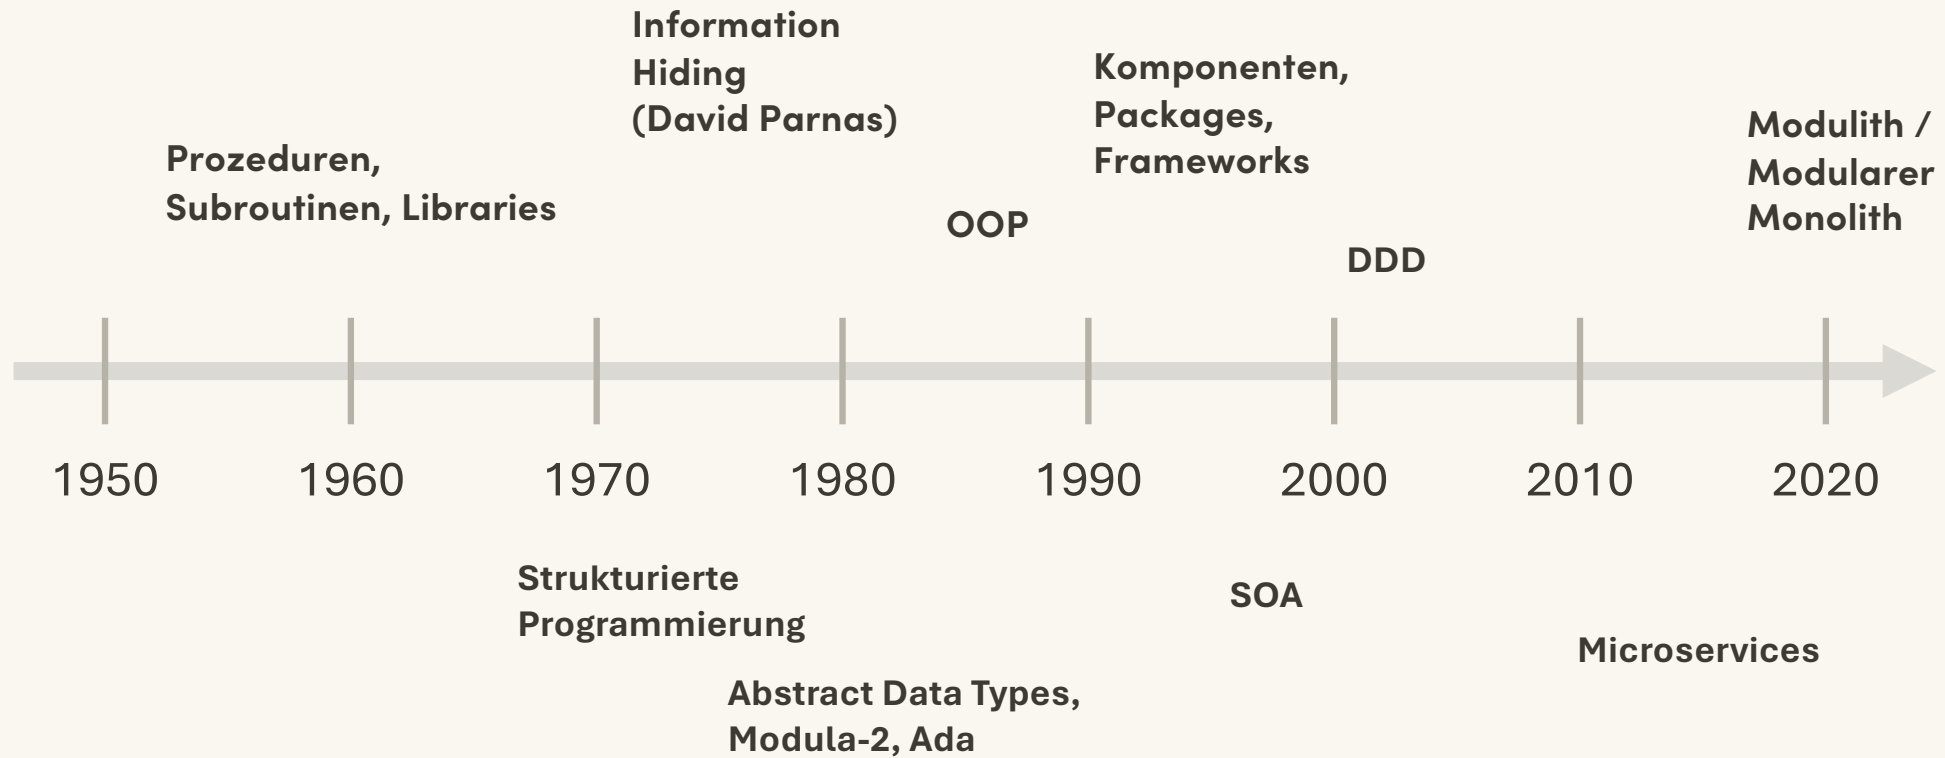 Information
Hiding
(David Parnas)
Komponenten,
Packages,
Frameworks
Modulith /
Modularer
Monolith
Prozeduren,
Subroutinen, Libraries
OOP
DDD
1950
1960
1970
1980
1990
2000
2010
2020
Strukturierte
Programmierung
SOA
Microservices
Abstract Data Types,
Modula-2, Ada